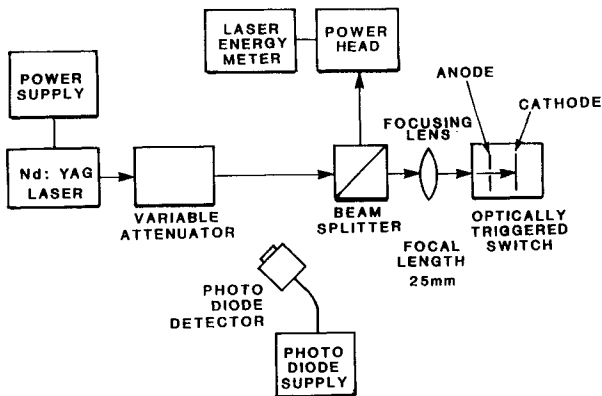 LASER
ENERGY
METER
POWER
HEAD
POWER
SUPPLY
ANODE
CATHODE
FOCUSING
LENS
Nd: YAG
LASER
VARIABLE
ATTENUATOR
BEAM
SPLITTER
OPTICALLY
TRIGGERED
SWITCH
FOCAL
LENGTH
25mm
PHOTO
DIODE
DETECTOR
PHOTO
DIODE
SUPPLY